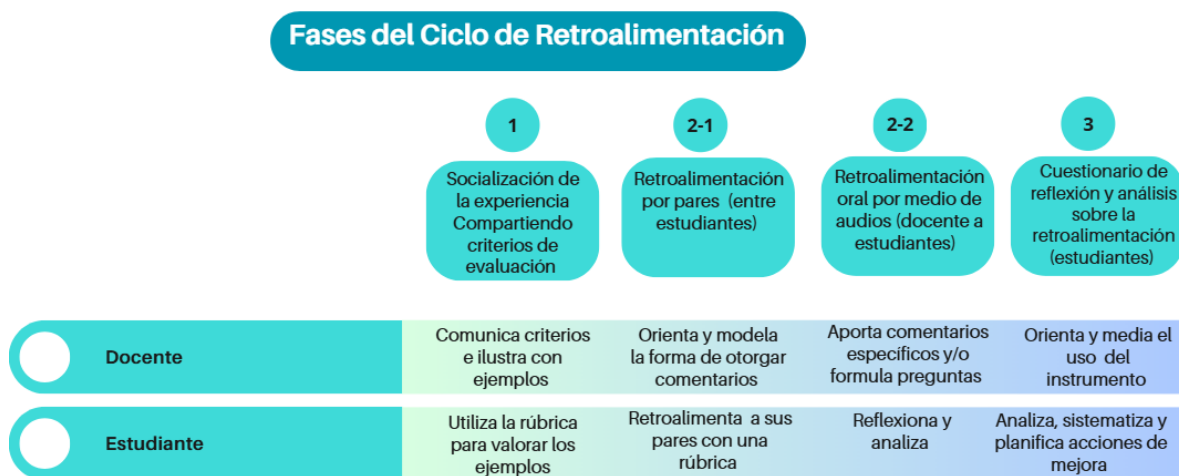 Fases del Ciclo de Retroalimentación
1
2-1
2-2
3
Socialización de
la experiencia
Compartiendo
criterios de
evaluación
Retroalimentación
por pares (entre
estudiantes)
Retroalimentación
oral por medio de
audios (docente a
estudiantes)
Cuestionario de
reflexión y análisis
sobre la
retroalimentación
(estudiantes)
Docente
Comunica criterios
e ilustra con
ejemplos
Orienta y modela
la forma de otorgar
comentarios
Aporta comentarios
específicos y/o
formula preguntas
Orienta y media el
uso del
instrumento
Estudiante
Utiliza la rúbrica
para valorar los
ejemplos
Retroalimenta a sus
pares con una
rúbrica
Reflexiona y
analiza
Analiza, sistematiza y
planifica acciones de
mejora